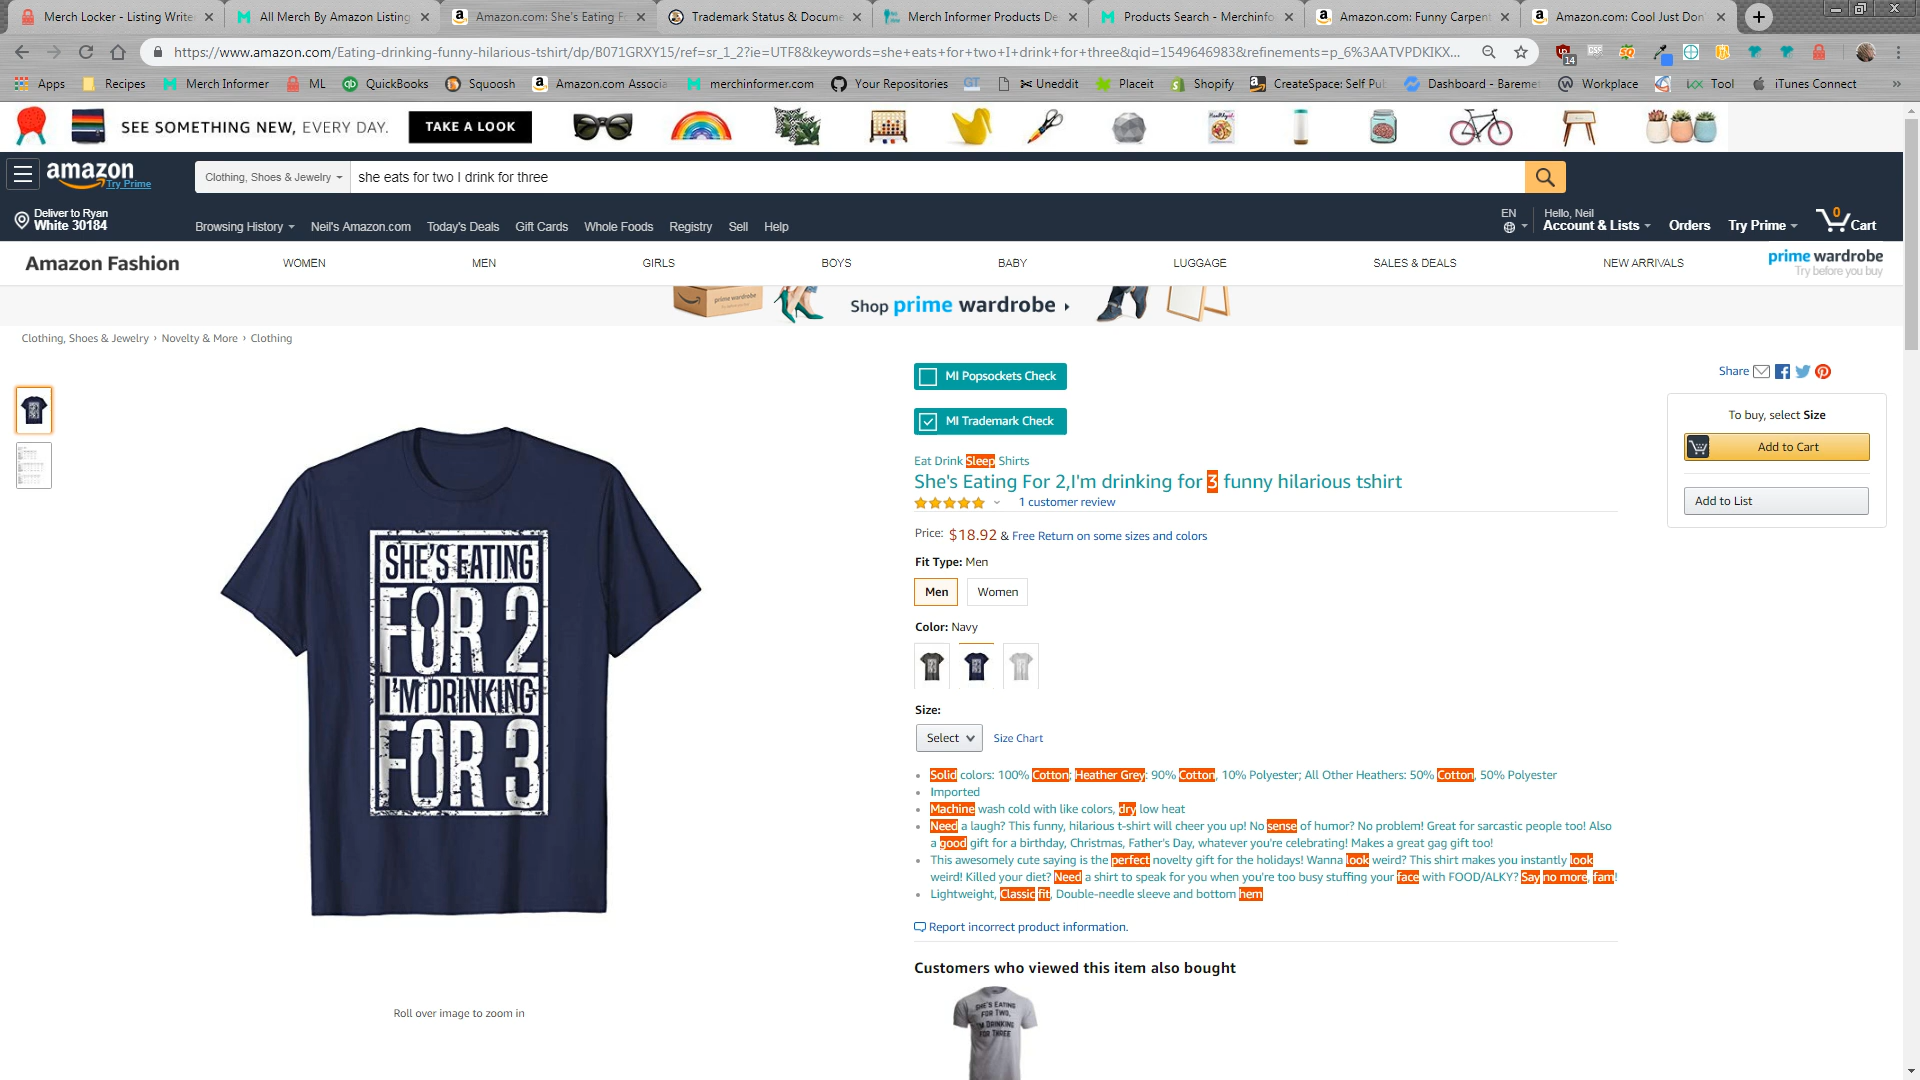 Merch Locker - Listing Write
All Merch By Amazon Listing
Amazon.com: She's Eating F
Trademark Status & Docume
Merch Informer Products De
Products Search - Merchinfo
Amazon.com: Funny Carpent
Amazon.com: Cool Just Don
https://www.amazon.com/Eating-drinking-funny-hilarious-tshirt/dp/B071GRXY15/ref=sr_1_2?ie=UTF8&keywords=she+eats+for+two+I+drink+for+three&qid=1549646983&refinements=p_6%3AATVPDKIKX...
14
Apps
Recipes
Merch Informer
ML
QuickBooks
Squoosh
Amazon.com Associa
merchinformer.com
Your Repositories
GT
Uneddit
Placeit
Shopify
CreateSpace: Self Pu
Dashboard - Bareme
Workplace
Tool
iTunes Connect
SEE SOMETHING NEW, EVERY DAY.
TAKE A LOOK
amazon
Try Prime
Clothing, Shoes & Jewelry
she eats for two I drink for three
Deliver to Ryan
White 30184
Browsing History
Neil's Amazon.com
Today's Deals
Gift Cards
Whole Foods
Registry
Sell
Help
EN
Hello, Neil
Account & Lists
Orders
Try Prime
0
Cart
Amazon Fashion
WOMEN
MEN
GIRLS
BOYS
BABY
LUGGAGE
SALES & DEALS
NEW ARRIVALS
prime wardrobe
Try before you buy
prime wardrobe
Shop prime wardrobe
Clothing, Shoes & Jewelry › Novelty & More › Clothing
SHE'S EATING
FOR 2
I'M DRINKING
FOR 3
Roll over image to zoom in
MI Popsockets Check
MI Trademark Check
Eat Drink Sleep Shirts
She's Eating For 2,I'm drinking for 3 funny hilarious tshirt
1 customer review
Price: $18.92 & Free Return on some sizes and colors
Fit Type: Men
Men
Women
Color: Navy
Size:
Select
Size Chart
Solid colors: 100% Cotton; Heather Grey: 90% Cotton, 10% Polyester; All Other Heathers: 50% Cotton, 50% Polyester
Imported
Machine wash cold with like colors, dry low heat
Need a laugh? This funny, hilarious t-shirt will cheer you up! No sense of humor? No problem! Great for sarcastic people too! Also
a good gift for a birthday, Christmas, Father's Day, whatever you're celebrating! Makes a great gag gift too!
This awesomely cute saying is the perfect novelty gift for the holidays! Wanna look weird? This shirt makes you instantly look
weird! Killed your diet? Need a shirt to speak for you when you're too busy stuffing your face with FOOD/ALKY? Say no more, fam!
Lightweight, Classic fit, Double-needle sleeve and bottom hem
Report incorrect product information.
Customers who viewed this item also bought
SHE'S EATING
FOR TWO,
I'M DRINKING
FOR THREE
Share
To buy, select Size
Add to Cart
Add to List